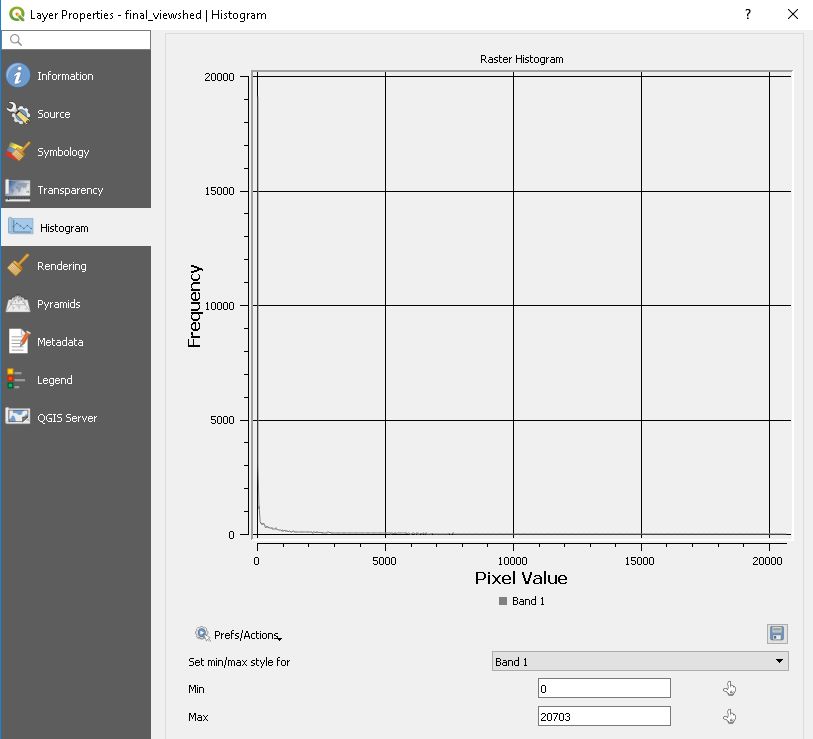 Layer Properties - final_viewshed | Histogram
?
Information
Source
Symbology
Transparency
Histogram
Rendering
Pyramids
Metadata
Legend
QGIS Server
Raster Histogram
20000
15000
10000
5000
0
Frequency
0 5000 10000 15000 20000
Pixel Value
Band 1
Prefs/Actions
Set min/max style for Band 1
Min 0
Max 20703